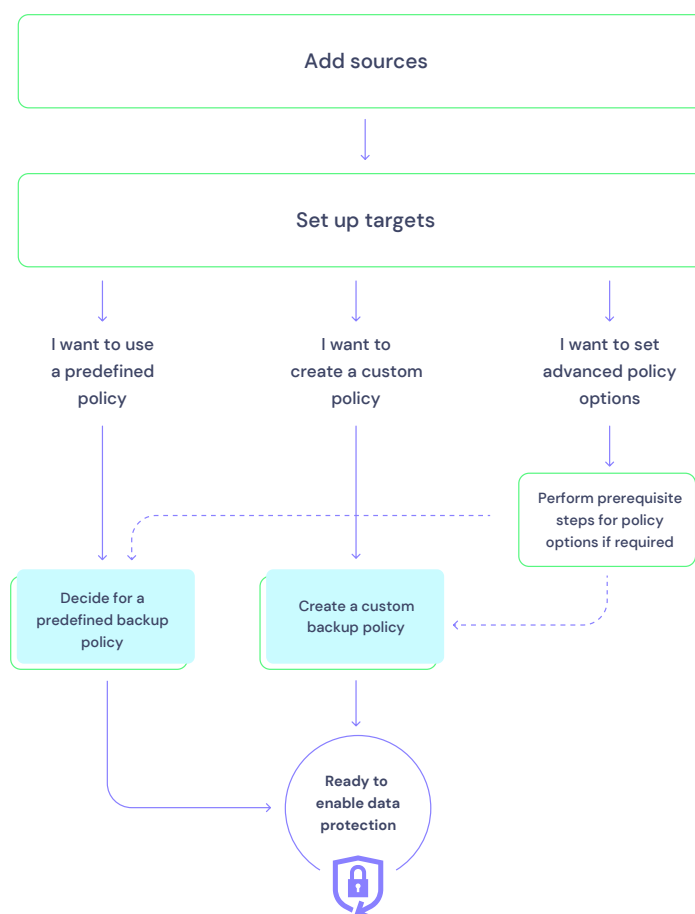 Add sources
Set up targets
I want to use
a predefined
policy
I want to
create a custom
policy
I want to set
advanced policy
options
Perform prerequisite
steps for policy
options if required
Decide for a
predefined backup
policy
Create a custom
backup policy
Ready to
enable data
protection